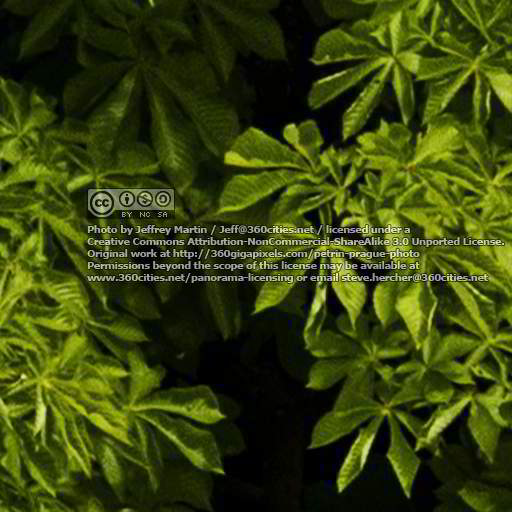 cc
BY NC SA
Photo by Jeffrey Martin / Jeff@360cities.net / licensed under a
Creative Commons Attribution-NonCommercial-ShareAlike 3.0 Unported License.
Original work at http://360gigapixels.com/petrin-prague-photo
Permissions beyond the scope of this license may be available at
www.360cities.net/panorama-licensing or email steve.hercher@360cities.net